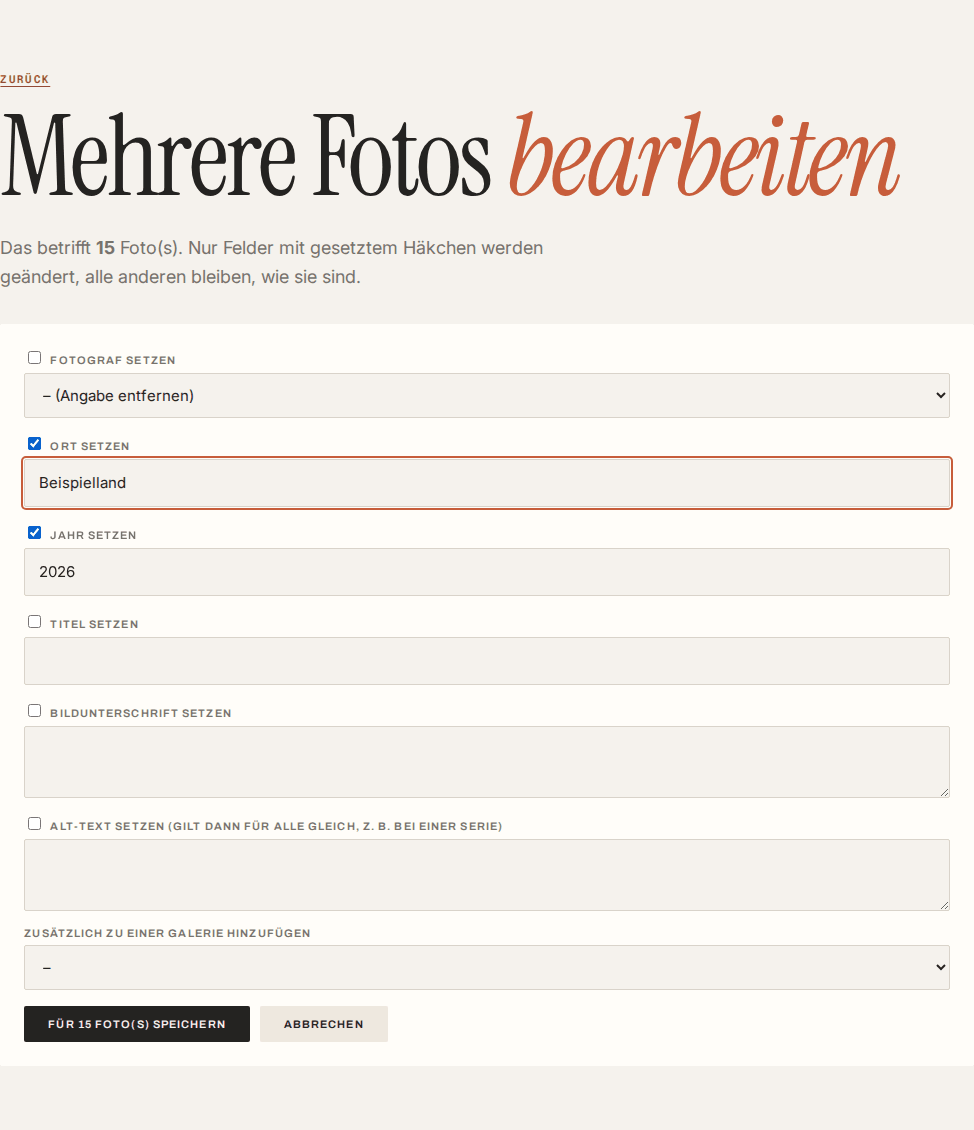 ZURÜCK
Mehrere Fotos bearbeiten
Das betrifft 15 Foto(s). Nur Felder mit gesetztem Häkchen werden
geändert, alle anderen bleiben, wie sie sind.
FOTOGRAF SETZEN
– (Angabe entfernen)
ORT SETZEN
Beispielland
JAHR SETZEN
2026
TITEL SETZEN
BILDUNTERSCHRIFT SETZEN
ALT-TEXT SETZEN (GILT DANN FÜR ALLE GLEICH, Z. B. BEI EINER SERIE)
ZUSÄTZLICH ZU EINER GALERIE HINZUFÜGEN
–
FÜR 15 FOTO(S) SPEICHERN
ABBRECHEN